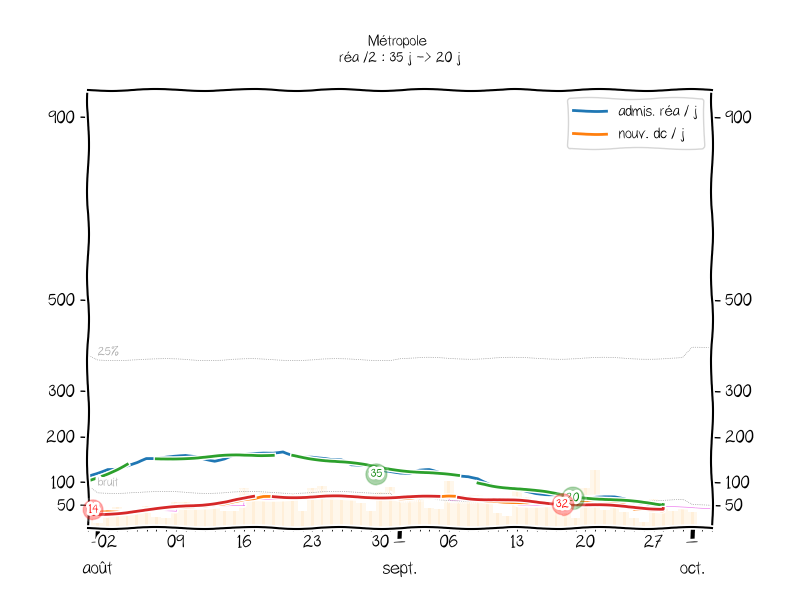 Métropole
réa /2 : 35 j -> 20 j
admis. réa / j
nouv. dc / j
900 900
500 500
25%
300 300
200 200
35
100 100
bruit
50 50
14 32 20
02 09 16 23 30 06 13 20 27
août sept. oct.